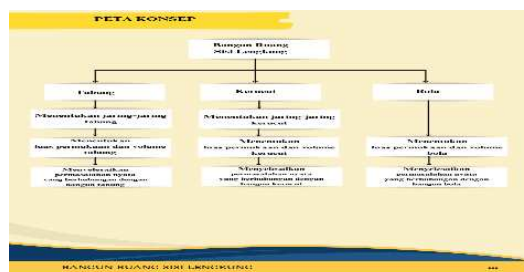 PETA KONSEP
Bangun Ruang
Sisi Lengkung
Tabung
Kerucut
Bola
Menentukan jaring-jaring
tabung
Menentukan jaring-jaring
kerucut
Menentukan
luas permukaan dan volume
tabung
Menentukan
luas permukaan dan volume
kerucut
Menentukan
luas permukaan dan volume
bola
Menyelesaikan
permasalahan nyata
yang berhubungan dengan
bangun tabung
Menyelesaikan
permasalahan nyata
yang berhubungan dengan
bangun kerucut
Menyelesaikan
permasalahan nyata
yang berhubungan dengan
bangun bola
BANGUN RUANG SISI LENGKUNG